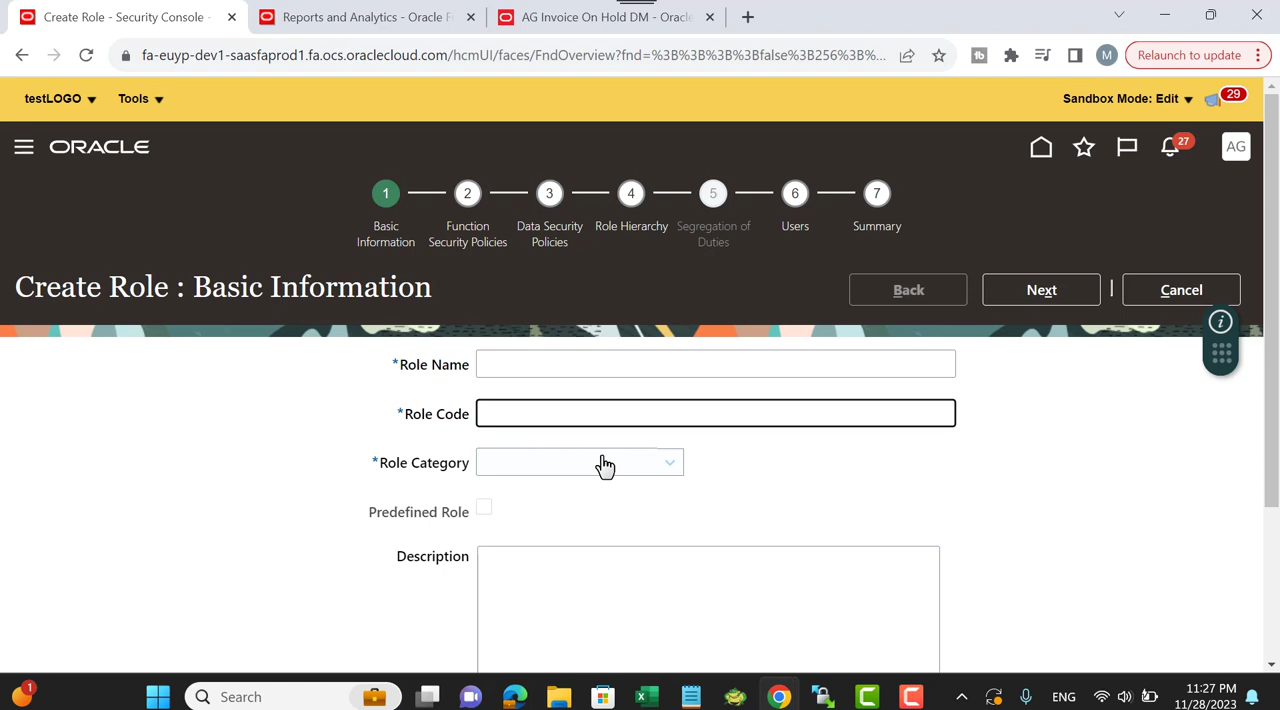 Create Role - Security Console -
Reports and Analytics - Oracle F
AG Invoice On Hold DM - Oracle
fa-euyp-dev1-saasfaprod1.fa.ocs.oraclecloud.com/hcmUI/faces/FndOverview?fnd=%3B%3B%3B%3Bfalse%3B256%3B%...
tb
M
Relaunch to update
testLOGO
Tools
Sandbox Mode: Edit
29
ORACLE
27
AG
1
2
3
4
5
6
7
Basic Information
Function Security Policies
Data Security Policies
Role Hierarchy
Segregation of Duties
Users
Summary
Create Role : Basic Information
Back
Next
Cancel
*Role Name
*Role Code
*Role Category
Predefined Role
Description
1
Search
ENG
11:27 PM
11/28/2023